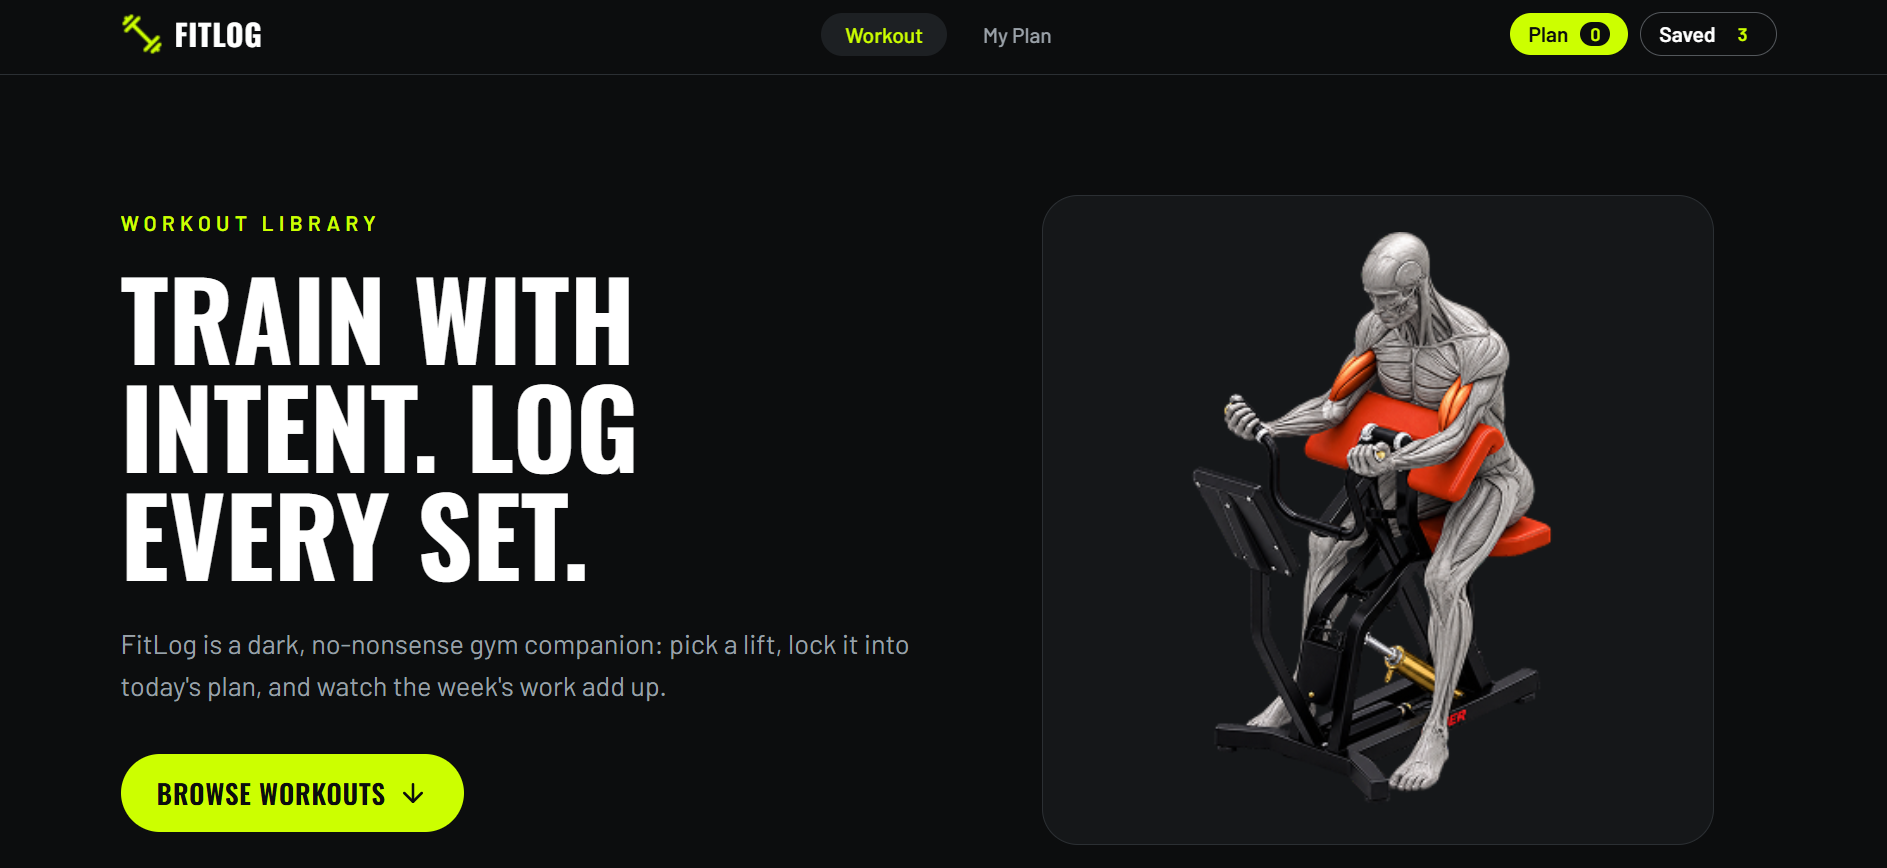 FITLOG
Workout
My Plan
Plan 0
Saved 3
WORKOUT LIBRARY
TRAIN WITH
INTENT. LOG
EVERY SET.
FitLog is a dark, no-nonsense gym companion: pick a lift, lock it into
today's plan, and watch the week's work add up.
BROWSE WORKOUTS